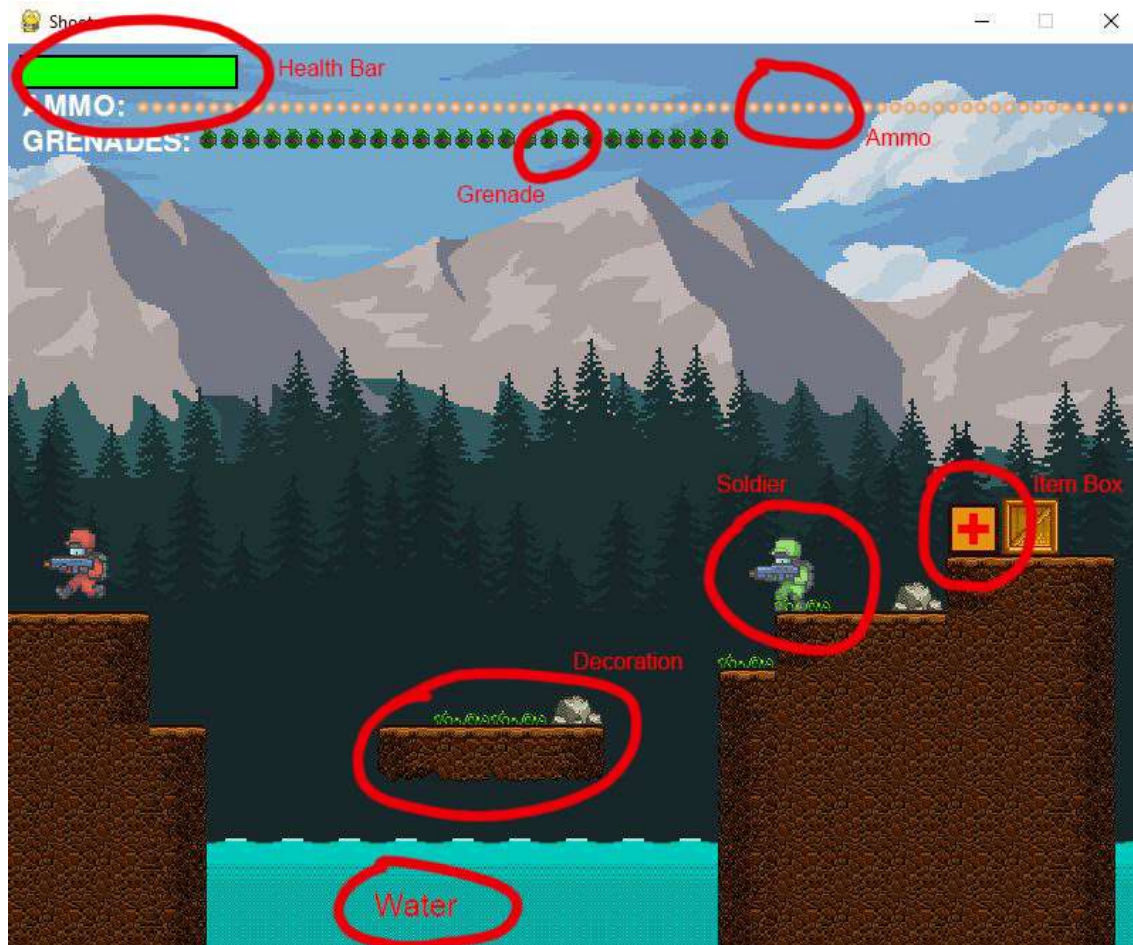 Health Bar
AMMO:
Ammo
GRENADES:
Grenade
Soldier
Item Box
Decoration
Water